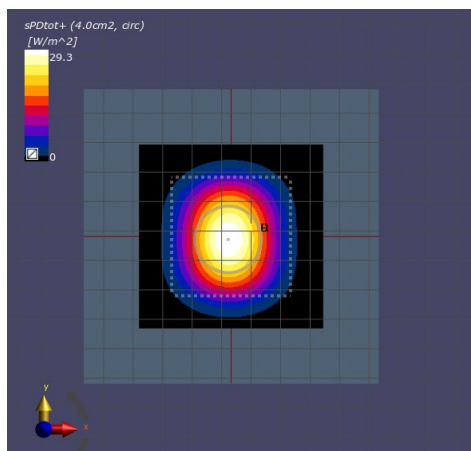 sPDtot+ (4.0cm2, circ)
[W/m^2]
29.3
0
y
x